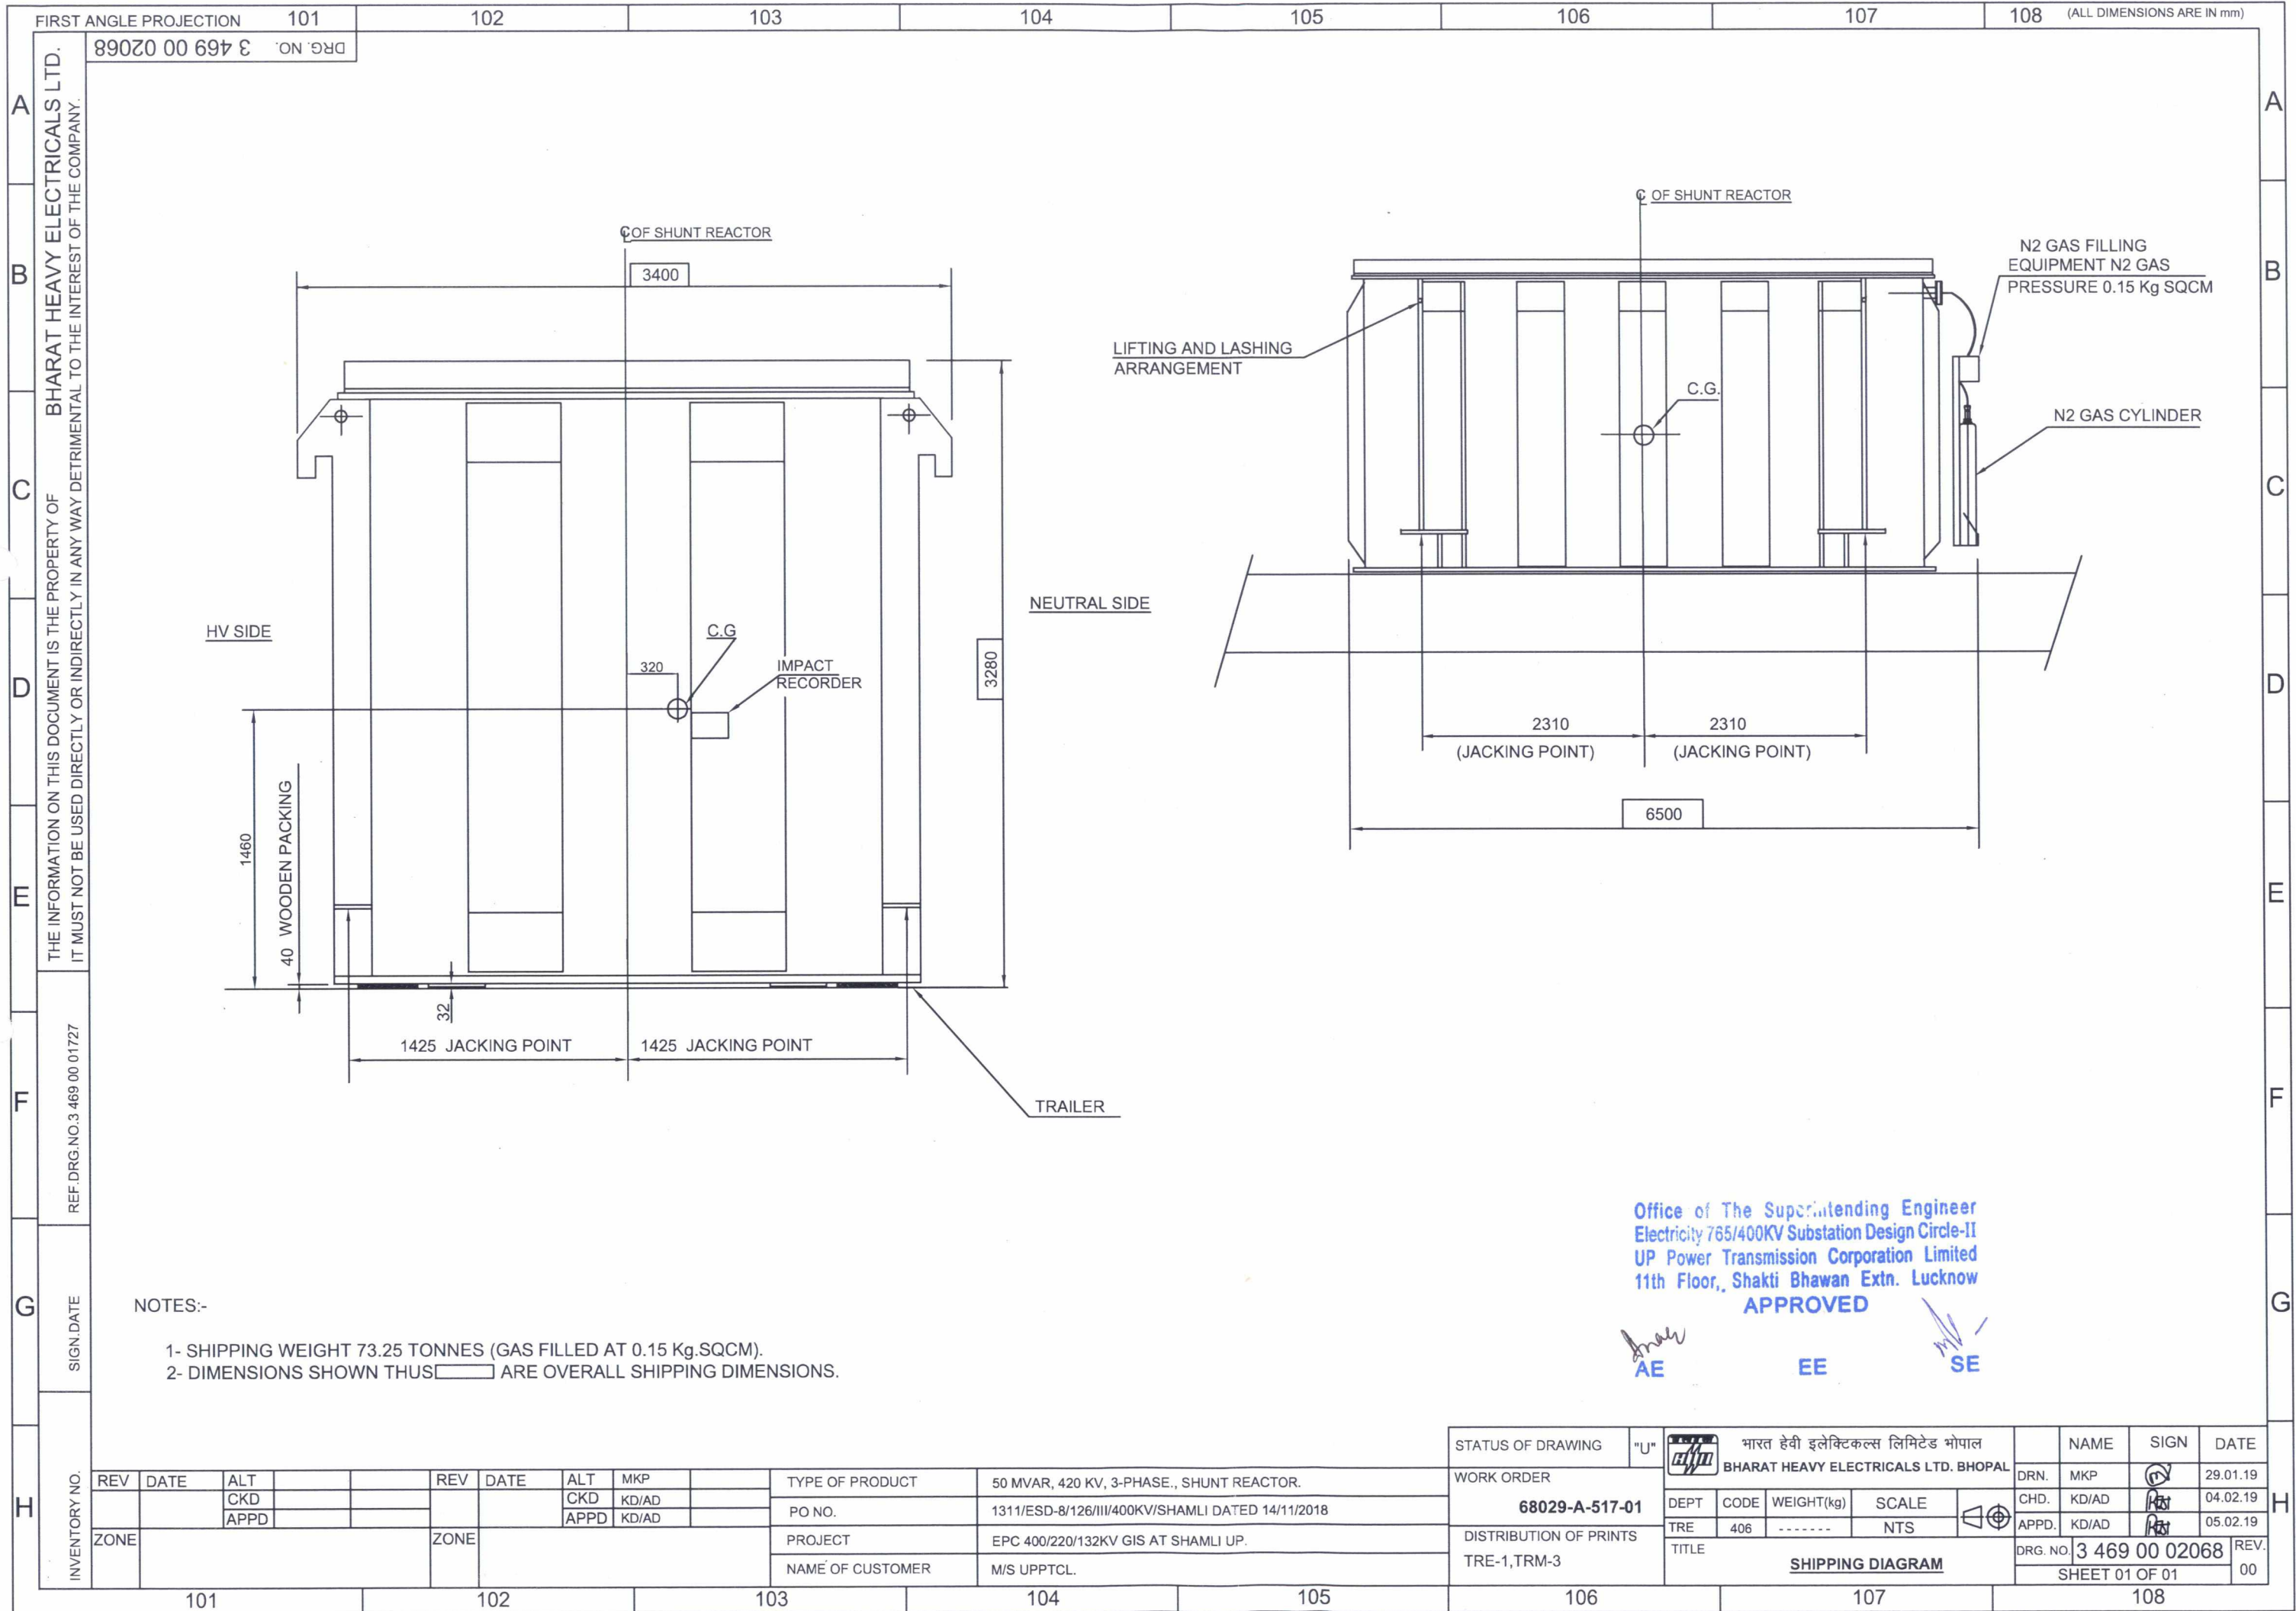 FIRST ANGLE PROJECTION
101
102
103
104
105
106
107
108
(ALL DIMENSIONS ARE IN mm)
DRG. NO. 3 469 00 02068
A
B
C
D
E
F
G
H
A
B
C
D
E
F
G
H
THE INFORMATION ON THIS DOCUMENT IS THE PROPERTY OF BHARAT HEAVY ELECTRICALS LTD.
IT MUST NOT BE USED DIRECTLY OR INDIRECTLY IN ANY WAY DETRIMENTAL TO THE INTEREST OF THE COMPANY.
REF.DRG.NO.3 469 00 01727
SIGN.DATE
INVENTORY NO.
℄ OF SHUNT REACTOR
3400
HV SIDE
NEUTRAL SIDE
C.G
320
IMPACT
RECORDER
3280
1460
40 WOODEN PACKING
32
1425 JACKING POINT
1425 JACKING POINT
TRAILER
℄ OF SHUNT REACTOR
N2 GAS FILLING
EQUIPMENT N2 GAS
PRESSURE 0.15 Kg SQCM
LIFTING AND LASHING
ARRANGEMENT
C.G.
N2 GAS CYLINDER
2310
(JACKING POINT)
2310
(JACKING POINT)
6500
Office of The Superintending Engineer
Electricity 765/400KV Substation Design Circle-II
UP Power Transmission Corporation Limited
11th Floor,. Shakti Bhawan Extn. Lucknow
APPROVED
AE
EE
SE
NOTES:-
1- SHIPPING WEIGHT 73.25 TONNES (GAS FILLED AT 0.15 Kg.SQCM).
2- DIMENSIONS SHOWN THUS ARE OVERALL SHIPPING DIMENSIONS.
REV DATE ALT
CKD
APPD
ZONE
REV DATE ALT MKP
CKD KD/AD
APPD KD/AD
ZONE
TYPE OF PRODUCT 50 MVAR, 420 KV, 3-PHASE., SHUNT REACTOR.
PO NO. 1311/ESD-8/126/III/400KV/SHAMLI DATED 14/11/2018
PROJECT EPC 400/220/132KV GIS AT SHAMLI UP.
NAME OF CUSTOMER M/S UPPTCL.
STATUS OF DRAWING "U"
WORK ORDER
68029-A-517-01
DISTRIBUTION OF PRINTS
TRE-1,TRM-3
भारत हेवी इलेक्टिकल्स लिमिटेड भोपाल
BHARAT HEAVY ELECTRICALS LTD. BHOPAL
DEPT CODE WEIGHT(kg) SCALE
TRE 406 ------- NTS
TITLE
SHIPPING DIAGRAM
NAME SIGN DATE
DRN. MKP 29.01.19
CHD. KD/AD 04.02.19
APPD. KD/AD 05.02.19
DRG. NO. 3 469 00 02068 REV.
SHEET 01 OF 01 00
101
102
103
104
105
106
107
108